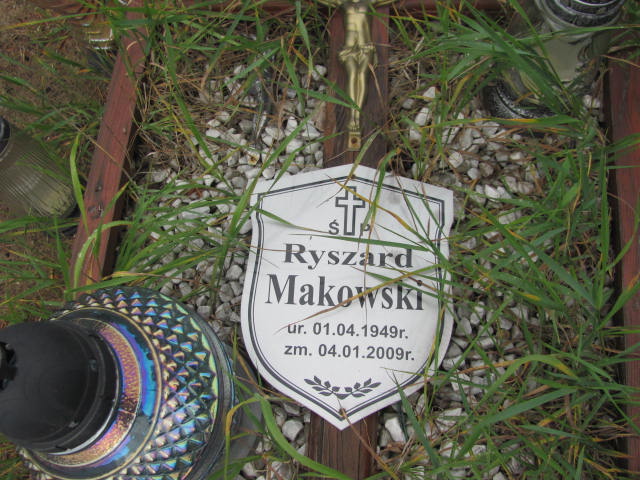 Ś P
Ryszard
Makowski
ur. 01.04.1949r.
zm. 04.01.2009r.